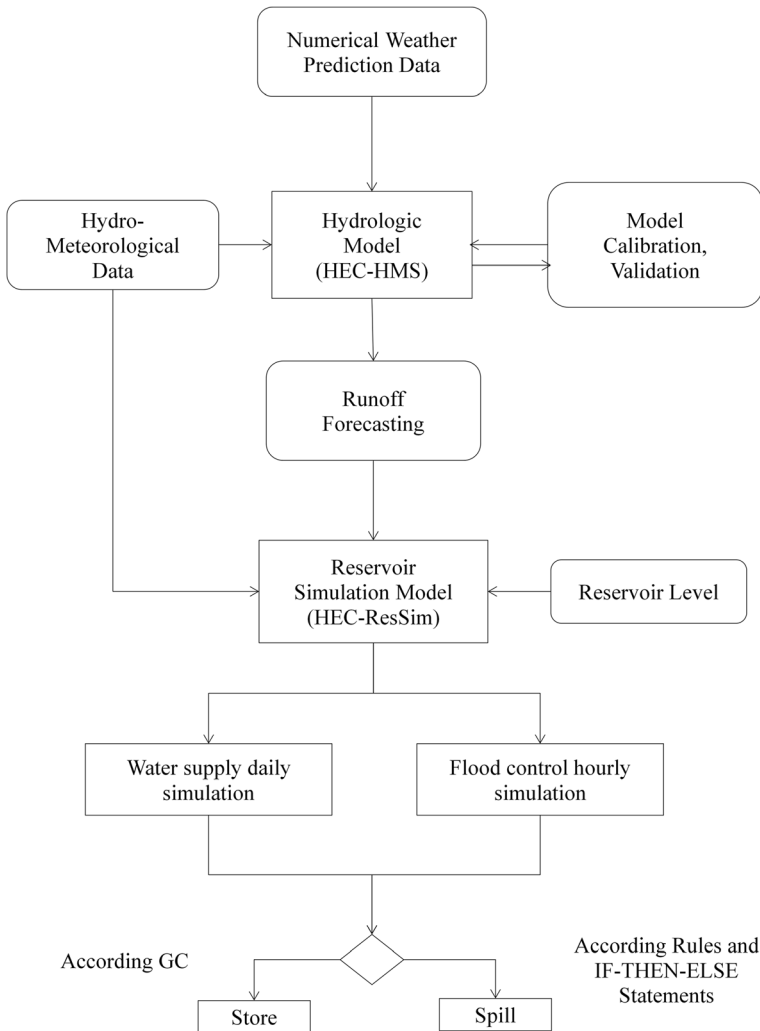 Numerical Weather
Prediction Data
Hydro-
Meteorological
Data
Hydrologic
Model
(HEC-HMS)
Model
Calibration,
Validation
Runoff
Forecasting
Reservoir
Simulation Model
(HEC-ResSim)
Reservoir Level
Water supply daily
simulation
Flood control hourly
simulation
According GC
According Rules and
IF-THEN-ELSE
Statements
Store
Spill